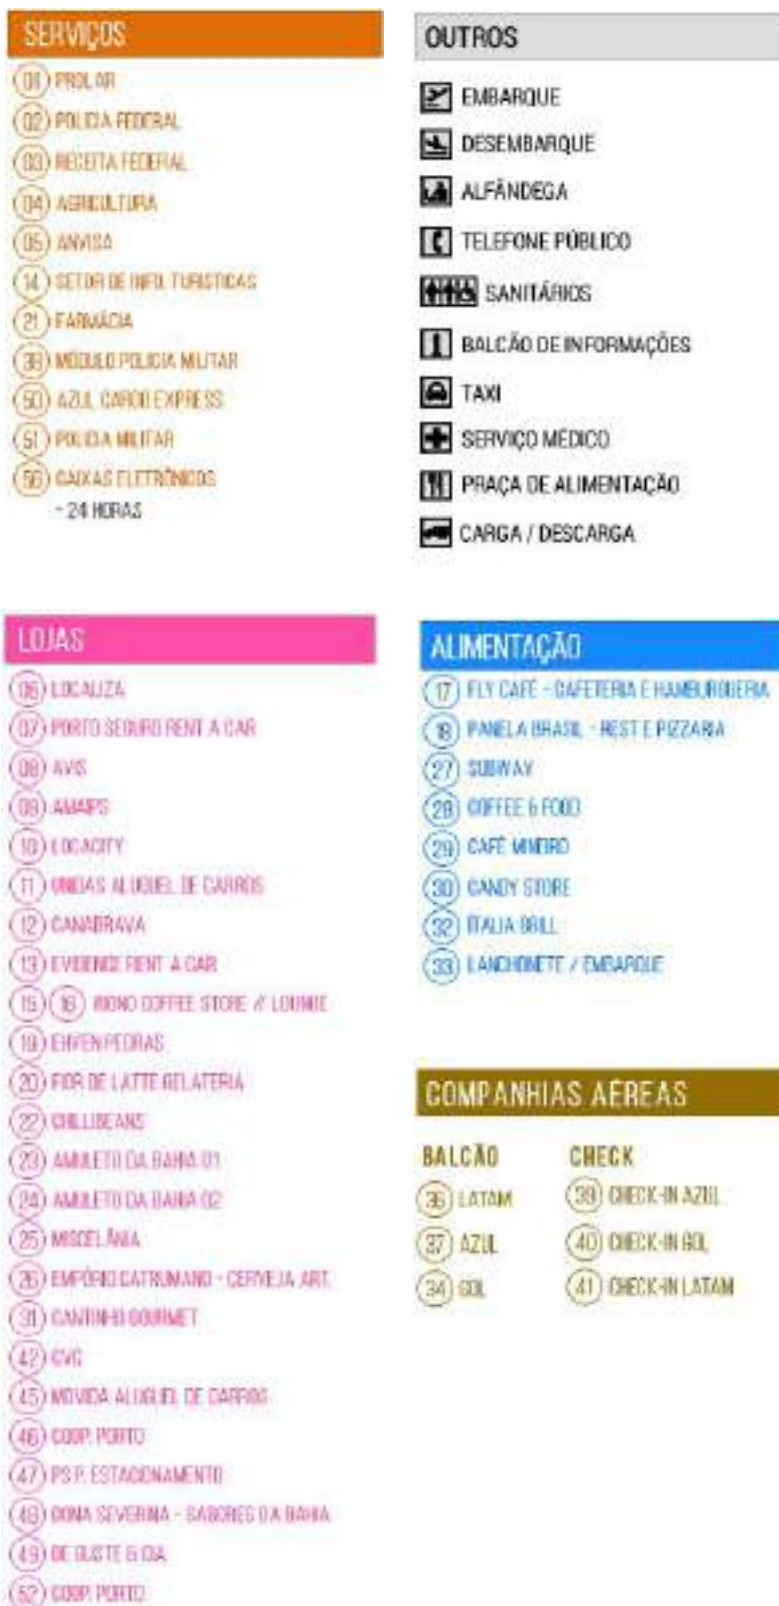 SERVIÇOS
01 PROLAR
02 POLICIA FEDERAL
03 RECEITA FEDERAL
04 AGRICULTURA
05 ANVISA
14 SETOR DE INFO. TURISTICAS
21 FARMÁCIA
39 MÓDULO POLICIA MILITAR
50 AZUL CARGO EXPRESS
51 POLICIA MILITAR
56 CAIXAS ELETRÔNICOS
- 24 HORAS
OUTROS
EMBARQUE
DESEMBARQUE
ALFÂNDEGA
TELEFONE PÚBLICO
SANITÁRIOS
BALCÃO DE INFORMAÇÕES
TAXI
SERVIÇO MÉDICO
PRAÇA DE ALIMENTAÇÃO
CARGA / DESCARGA
LOJAS
06 LOCALIZA
07 PORTO SEGURO RENT A CAR
08 AVIS
09 AMAIPS
10 LOCACITY
11 UNIDAS ALUGUEL DE CARROS
12 CANABRAVA
13 EVIDENCE RENT A CAR
15 16 COFFEE STORE // LOUNGE
19 EHVEN PEDRAS
20 FIOR DE LATTE GELATERIA
22 CHILLIBEANS
23 AMULETO DA BAHIA 01
24 AMULETO DA BAHIA 02
25 MISCELÂNIA
26 EMPÓRIO CATRUMANO - CERVEJA ART.
31 CANTINHO GOURMET
42 CVC
45 MOVIDA ALUGUEL DE CARROS
46 COOP. PORTO
47 PS P. ESTACIONAMENTO
48 DONA SEVERINA - SABORES DA BAHIA
49 DE GUSTE & CIA
52 COOP. PORTO
ALIMENTAÇÃO
17 FLY CAFÉ - CAFETERIA E HAMBURGUERIA
18 PANELA BRASIL - REST E PIZZARIA
27 SUBWAY
28 COFFEE & FOOD
29 CAFÉ MINEIRO
30 CANDY STORE
32 ITALIA GRILL
33 LANCHONETE / EMBARQUE
COMPANHIAS AÉREAS
BALCÃO
36 LATAM
37 AZUL
34 GOL
CHECK
39 CHECK-IN AZUL
40 CHECK-IN GOL
41 CHECK-IN LATAM